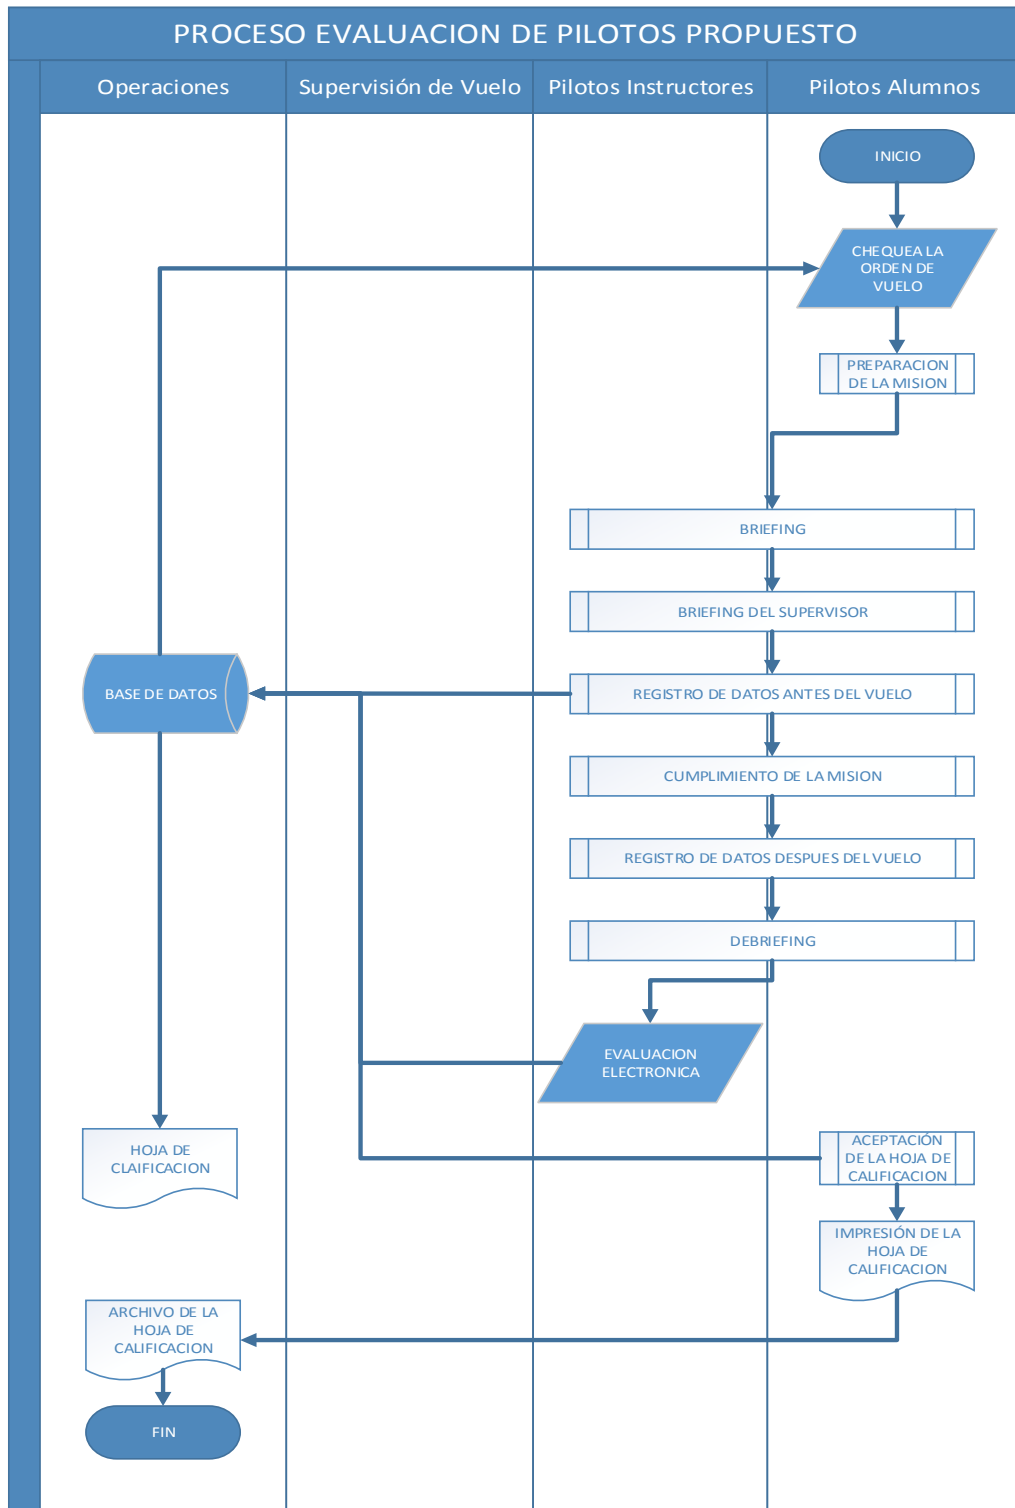 PROCESO EVALUACION DE PILOTOS PROPUESTO
Operaciones
Supervisión de Vuelo
Pilotos Instructores
Pilotos Alumnos
INICIO
CHEQUEA LA
ORDEN DE
VUELO
PREPARACION
DE LA MISION
BRIEFING
BRIEFING DEL SUPERVISOR
BASE DE DATOS
REGISTRO DE DATOS ANTES DEL VUELO
CUMPLIMIENTO DE LA MISION
REGISTRO DE DATOS DESPUES DEL VUELO
DEBRIEFING
EVALUACION
ELECTRONICA
HOJA DE
CLAIFICACION
ACEPTACIÓN
DE LA HOJA DE
CALIFICACION
IMPRESIÓN DE LA
HOJA DE
CALIFICACION
ARCHIVO DE LA
HOJA DE
CALIFICACION
FIN